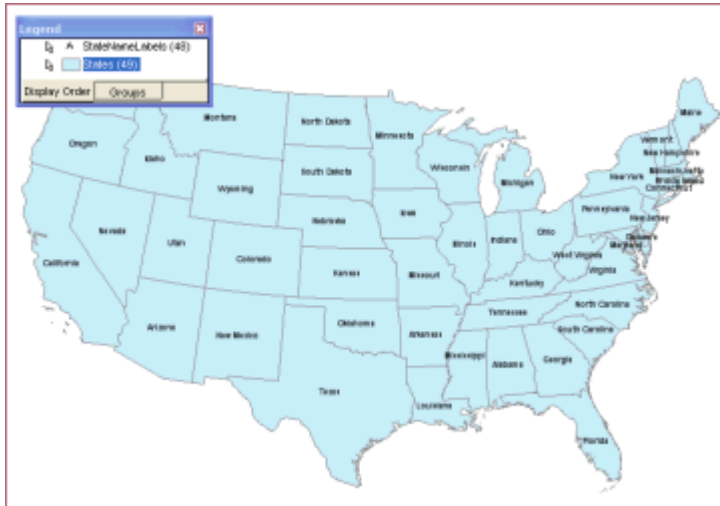 Legend
StateNameLabels (48)
States (49)
Display Order Groups
Maine
Montana
North Dakota
Minnesota
Vermont
Oregon
New Hampshire
Idaho
Wisconsin
Massachusetts
South Dakota
New York
Rhode Island
Michigan
Connecticut
Wyoming
Iowa
Pennsylvania
Nebraska
New Jersey
Nevada
Ohio
Utah
Illinois
Indiana
Delaware
Maryland
Colorado
West Virginia
California
Kansas
Missouri
Virginia
Kentucky
North Carolina
Tennessee
Oklahoma
Arizona
South Carolina
New Mexico
Arkansas
Mississippi
Alabama
Georgia
Texas
Louisiana
Florida